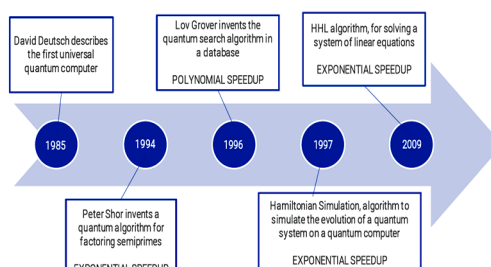 David Deutsch describes
the first universal
quantum computer
Lov Grover invents the
quantum search algorithm in
a database
POLYNOMIAL SPEEDUP
HHL algorithm, for solving a
system of linear equations
EXPONENTIAL SPEEDUP
1985
1994
1996
1997
2009
Peter Shor invents a
quantum algorithm for
factoring semiprimes
EXPONENTIAL SPEEDUP
Hamiltonian Simulation, algorithm to
simulate the evolution of a quantum
system on a quantum computer
EXPONENTIAL SPEEDUP